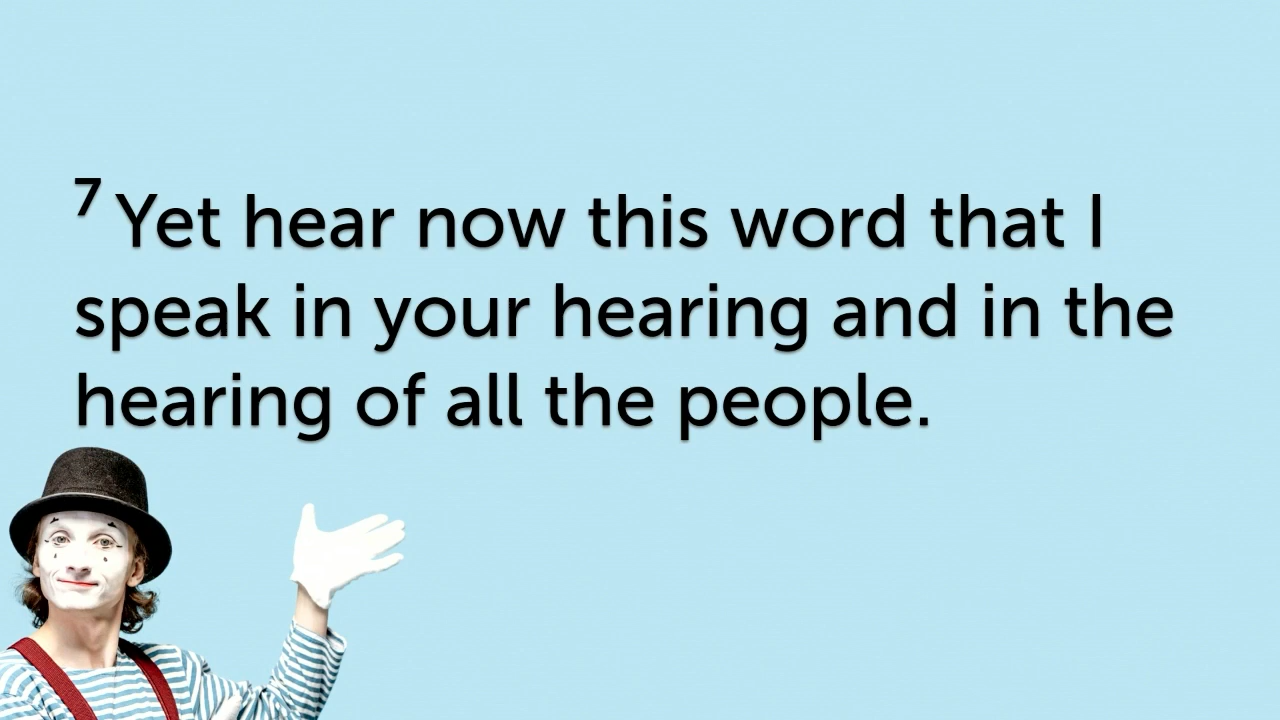 ⁷ Yet hear now this word that I
speak in your hearing and in the
hearing of all the people.